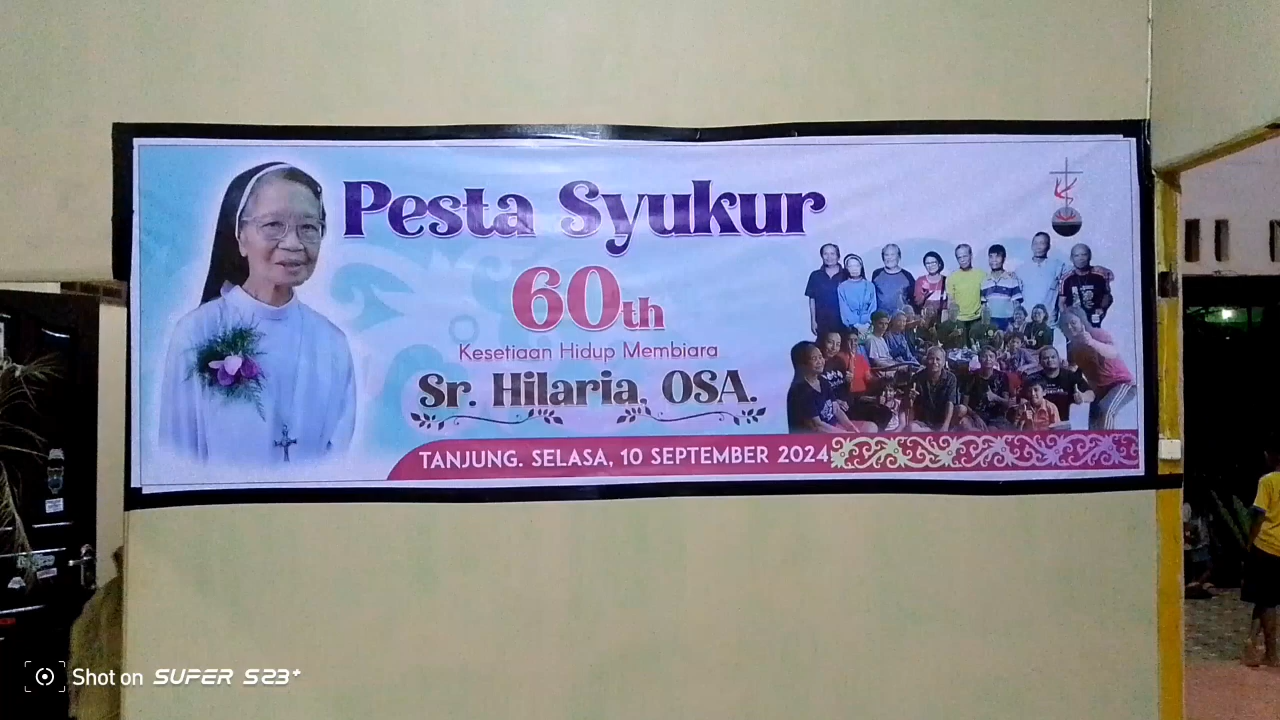 Pesta Syukur
60th
Kesetiaan Hidup Membiara
Sr. Hilaria, OSA.
TANJUNG. SELASA, 10 SEPTEMBER 2024
Shot on SUPER S23+